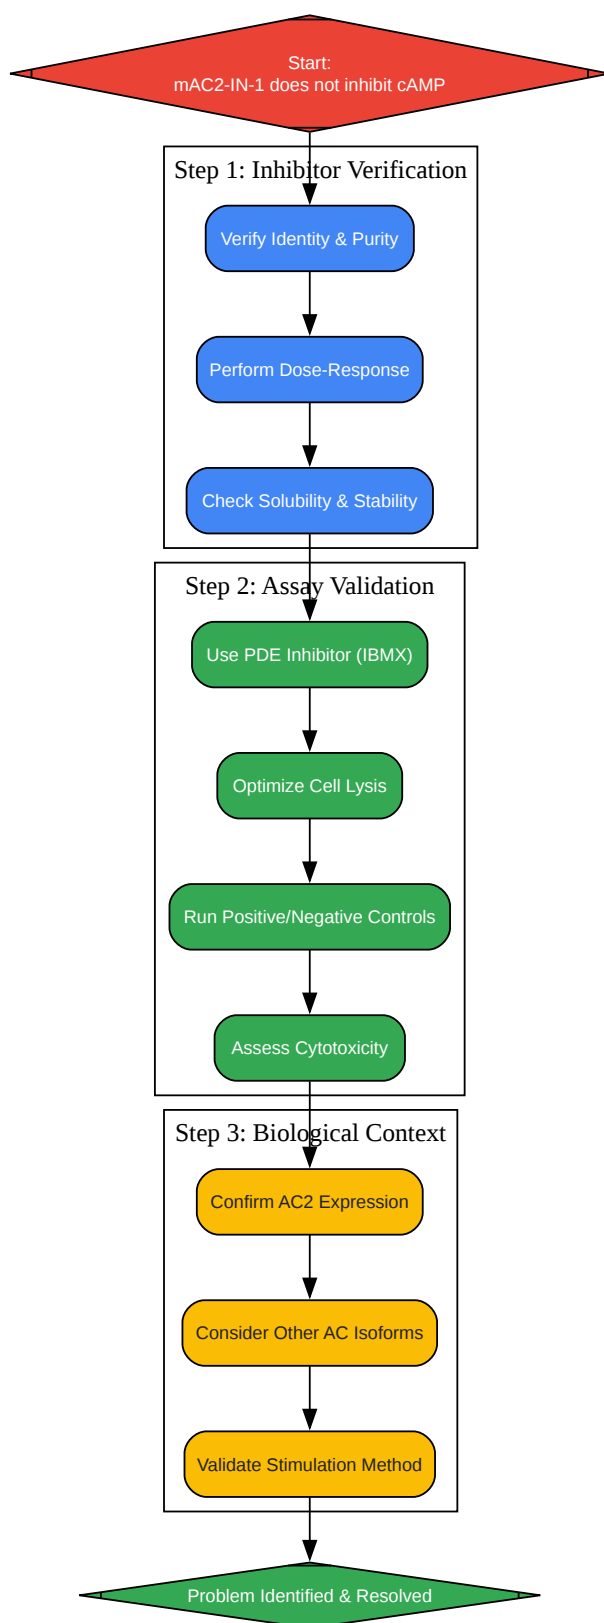 Start:
mAC2-IN-1 does not inhibit cAMP
Step 1: Inhibitor Verification
Verify Identity & Purity
Perform Dose-Response
Check Solubility & Stability
Step 2: Assay Validation
Use PDE Inhibitor (IBMX)
Optimize Cell Lysis
Run Positive/Negative Controls
Assess Cytotoxicity
Step 3: Biological Context
Confirm AC2 Expression
Consider Other AC Isoforms
Validate Stimulation Method
Problem Identified & Resolved